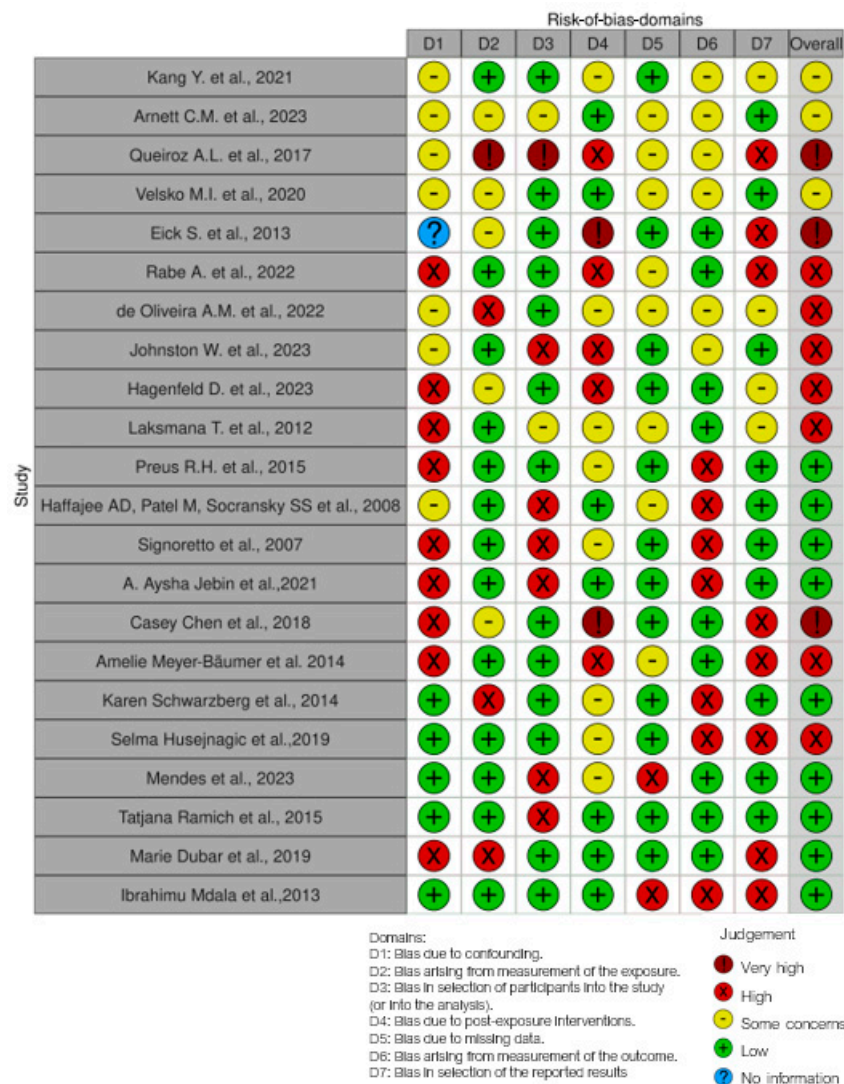 Risk-of-bias-domains
D1 D2 D3 D4 D5 D6 D7 Overall
Study
Kang Y. et al., 2021 - + + - + - - -
Arnett C.M. et al., 2023 - - - + - - + -
Queiroz A.L. et al., 2017 - ! ! X - - X !
Velsko M.I. et al., 2020 - - + + - - + -
Eick S. et al., 2013 ? - + ! + + X !
Rabe A. et al., 2022 X + + X - + X X
de Oliveira A.M. et al., 2022 - X + - - - - X
Johnston W. et al., 2023 - + X X + - + X
Hagenfeld D. et al., 2023 X - + X + + - X
Laksmana T. et al., 2012 X + - - - + - X
Preus R.H. et al., 2015 X + + - + X + +
Haffajee AD, Patel M, Socransky SS et al., 2008 - + X + - X + +
Signoretto et al., 2007 X + X - + X + +
A. Aysha Jebin et al.,2021 X + X + + X + +
Casey Chen et al., 2018 X - + ! + + X !
Amelie Meyer-Bäumer et al. 2014 X + + X - + X X
Karen Schwarzberg et al., 2014 + X + - + X + +
Selma Husejnagic et al.,2019 + + + - + X X X
Mendes et al., 2023 + + X - X + + +
Tatjana Ramich et al., 2015 + + X + + + + +
Marie Dubar et al., 2019 X X + + + + X +
Ibrahimu Mdala et al.,2013 + + + + X X X +
Domains:
D1: Bias due to confounding.
D2: Bias arising from measurement of the exposure.
D3: Bias in selection of participants into the study
(or into the analysis).
D4: Bias due to post-exposure interventions.
D5: Bias due to missing data.
D6: Bias arising from measurement of the outcome.
D7: Bias in selection of the reported results
Judgement
! Very high
X High
- Some concerns
+ Low
? No information